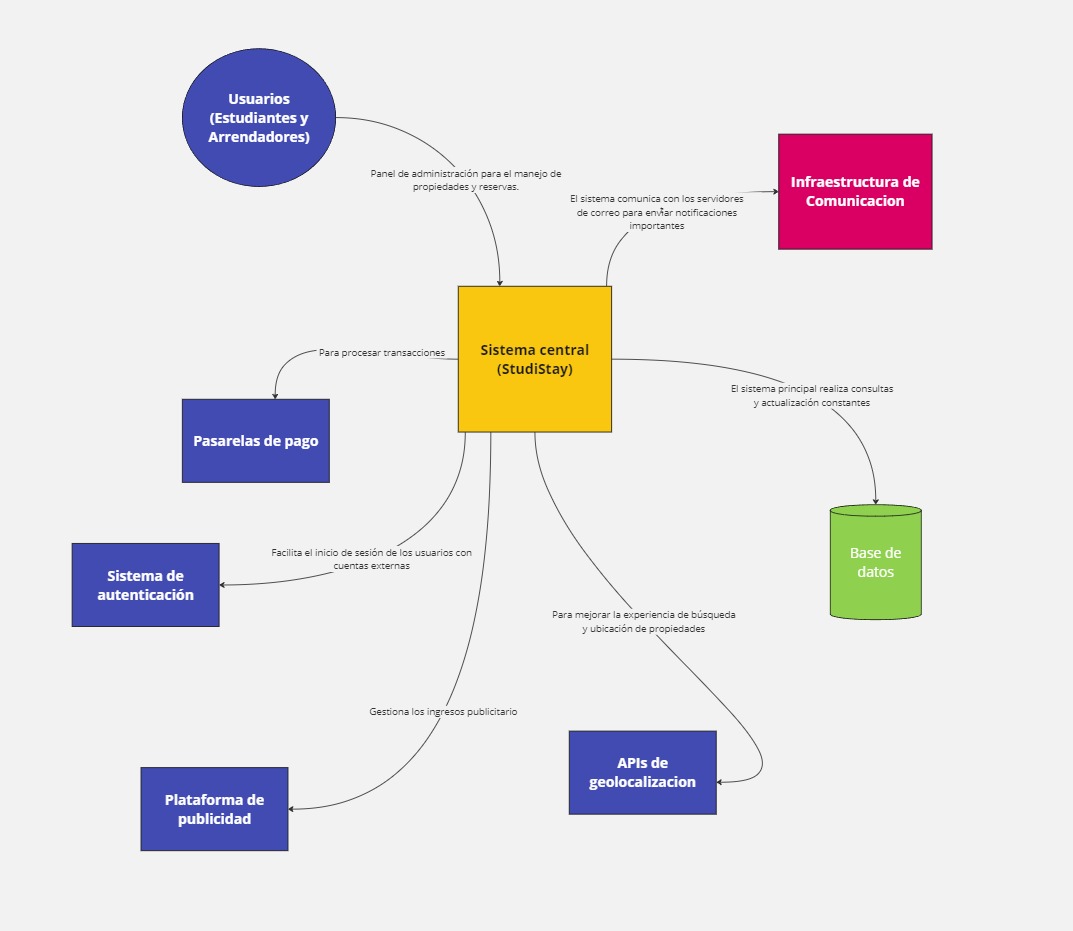 Usuarios
(Estudiantes y
Arrendadores)
Panel de administración para el manejo de
propiedades y reservas.
Infraestructura de
Comunicacion
El sistema comunica con los servidores
de correo para enviar notificaciones
importantes
Sistema central
(StudiStay)
Para procesar transacciones
El sistema principal realiza consultas
y actualización constantes
Pasarelas de pago
Base de
datos
Facilita el inicio de sesión de los usuarios con
cuentas externas
Sistema de
autenticación
Para mejorar la experiencia de búsqueda
y ubicación de propiedades
Gestiona los ingresos publicitario
APIs de
geolocalizacion
Plataforma de
publicidad